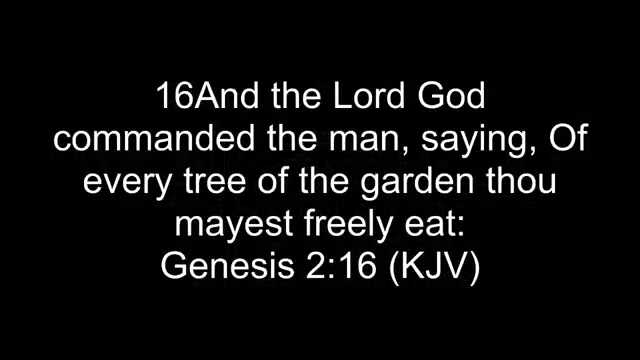 16And the Lord God
commanded the man, saying, Of
every tree of the garden thou
mayest freely eat:
Genesis 2:16 (KJV)